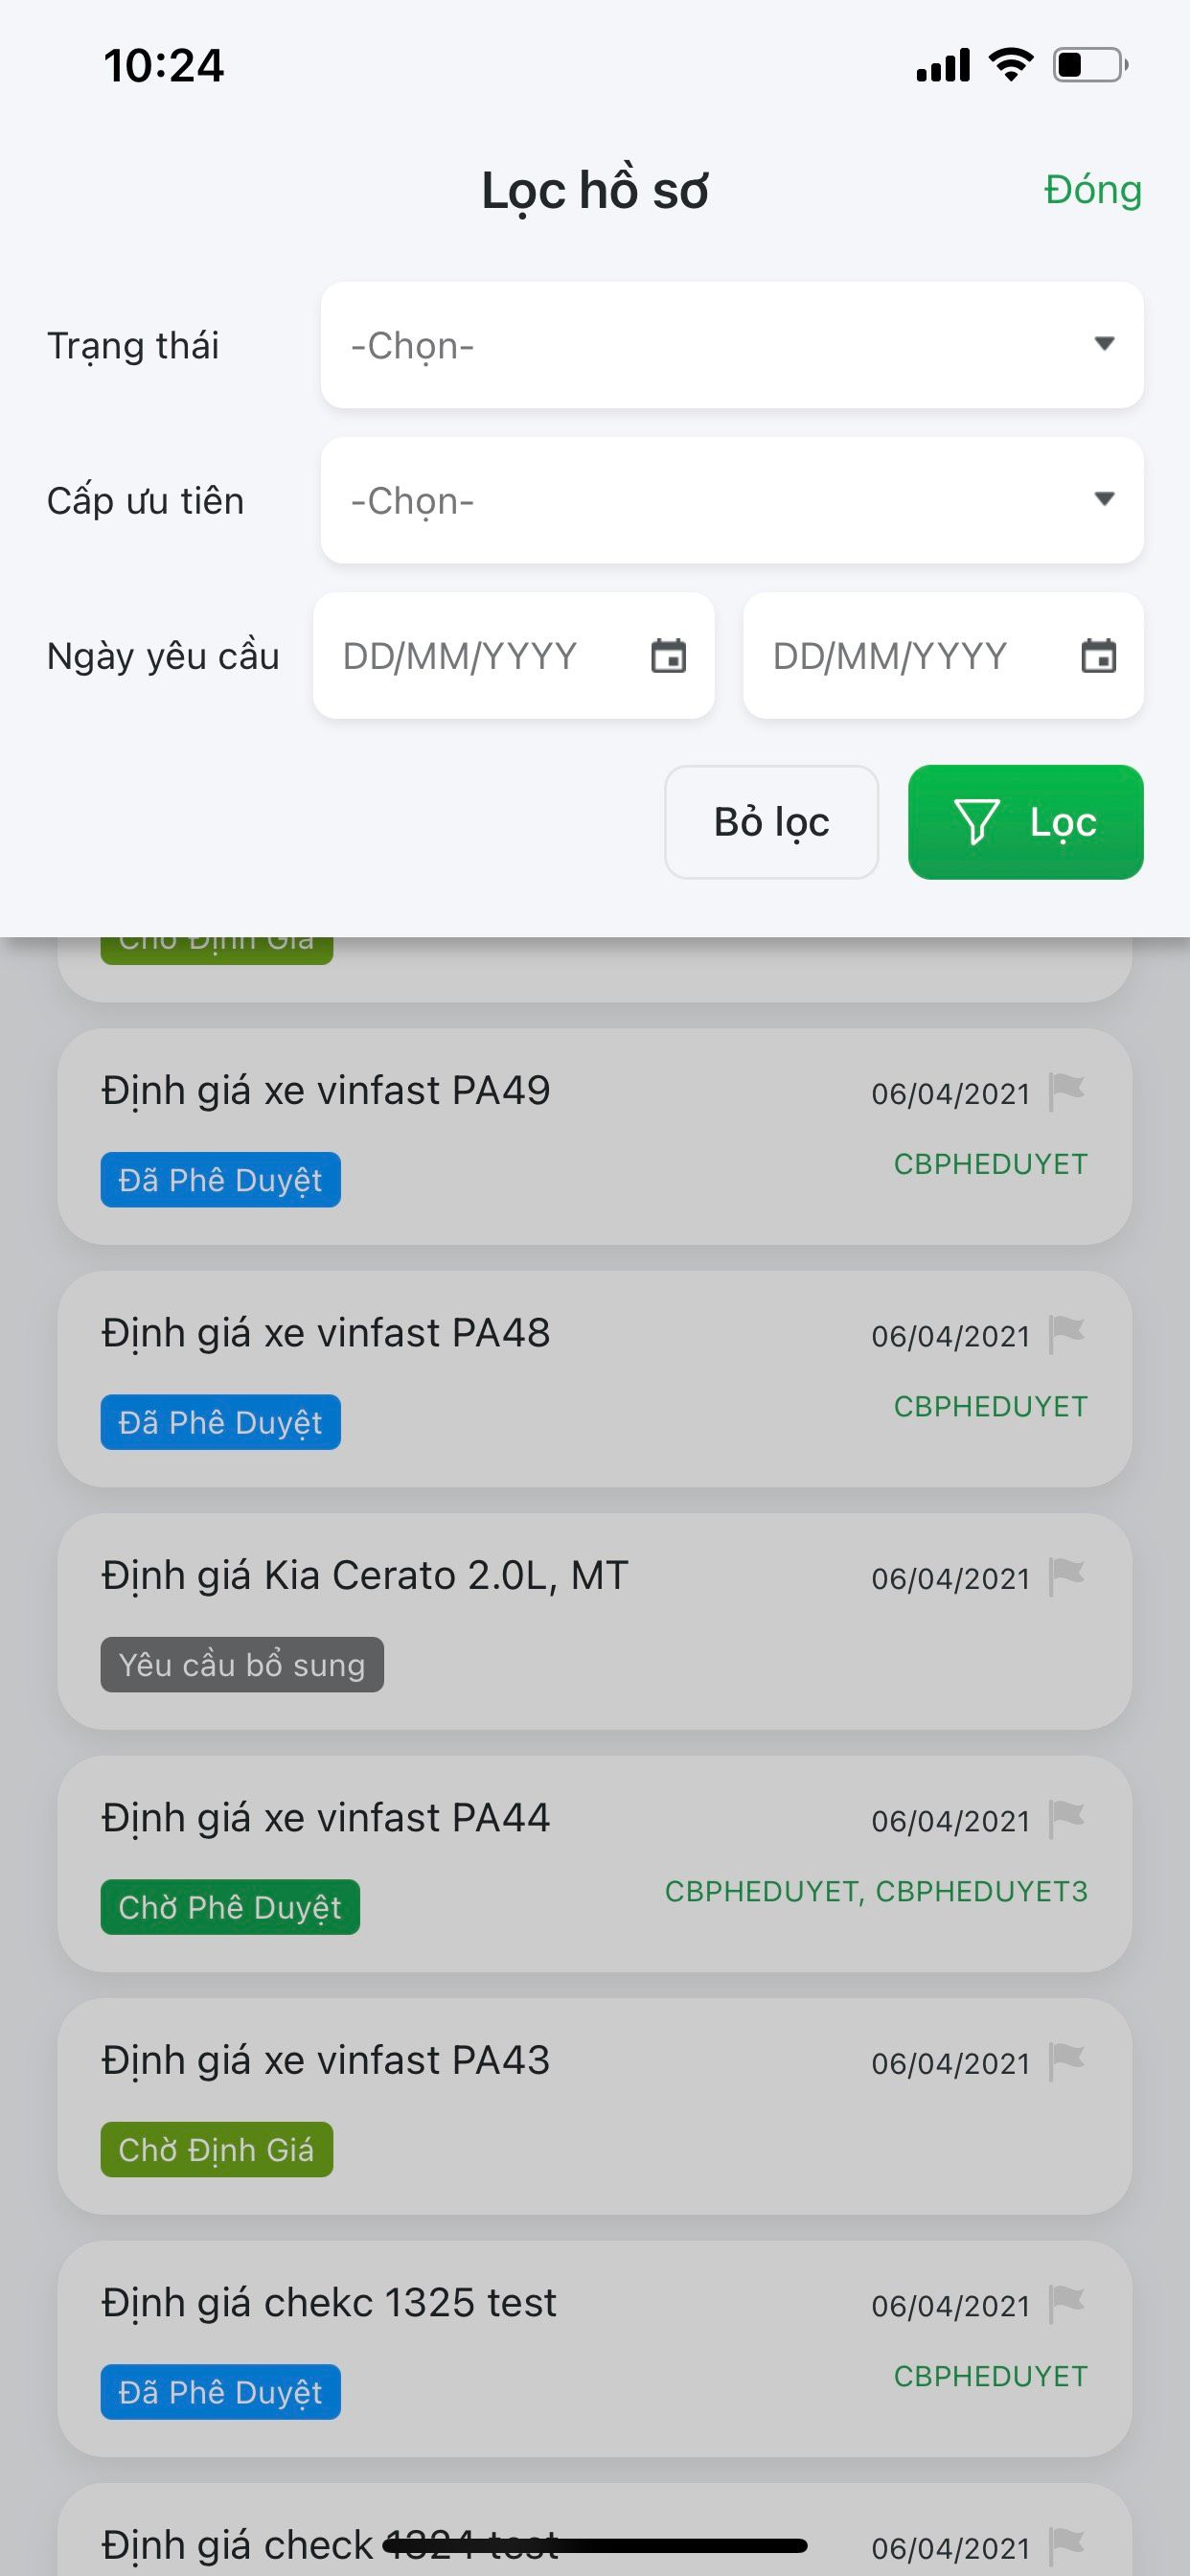 10:24
Lọc hồ sơ
Đóng
Trạng thái
-Chọn-
Cấp ưu tiên
-Chọn-
Ngày yêu cầu
DD/MM/YYYY
DD/MM/YYYY
Bỏ lọc
Lọc
Chờ Định Giá
Định giá xe vinfast PA49
06/04/2021
Đã Phê Duyệt
CBPHEDUYET
Định giá xe vinfast PA48
06/04/2021
Đã Phê Duyệt
CBPHEDUYET
Định giá Kia Cerato 2.0L, MT
06/04/2021
Yêu cầu bổ sung
Định giá xe vinfast PA44
06/04/2021
Chờ Phê Duyệt
CBPHEDUYET, CBPHEDUYET3
Định giá xe vinfast PA43
06/04/2021
Chờ Định Giá
Định giá chekc 1325 test
06/04/2021
Đã Phê Duyệt
CBPHEDUYET
Định giá check 1324 test
06/04/2021